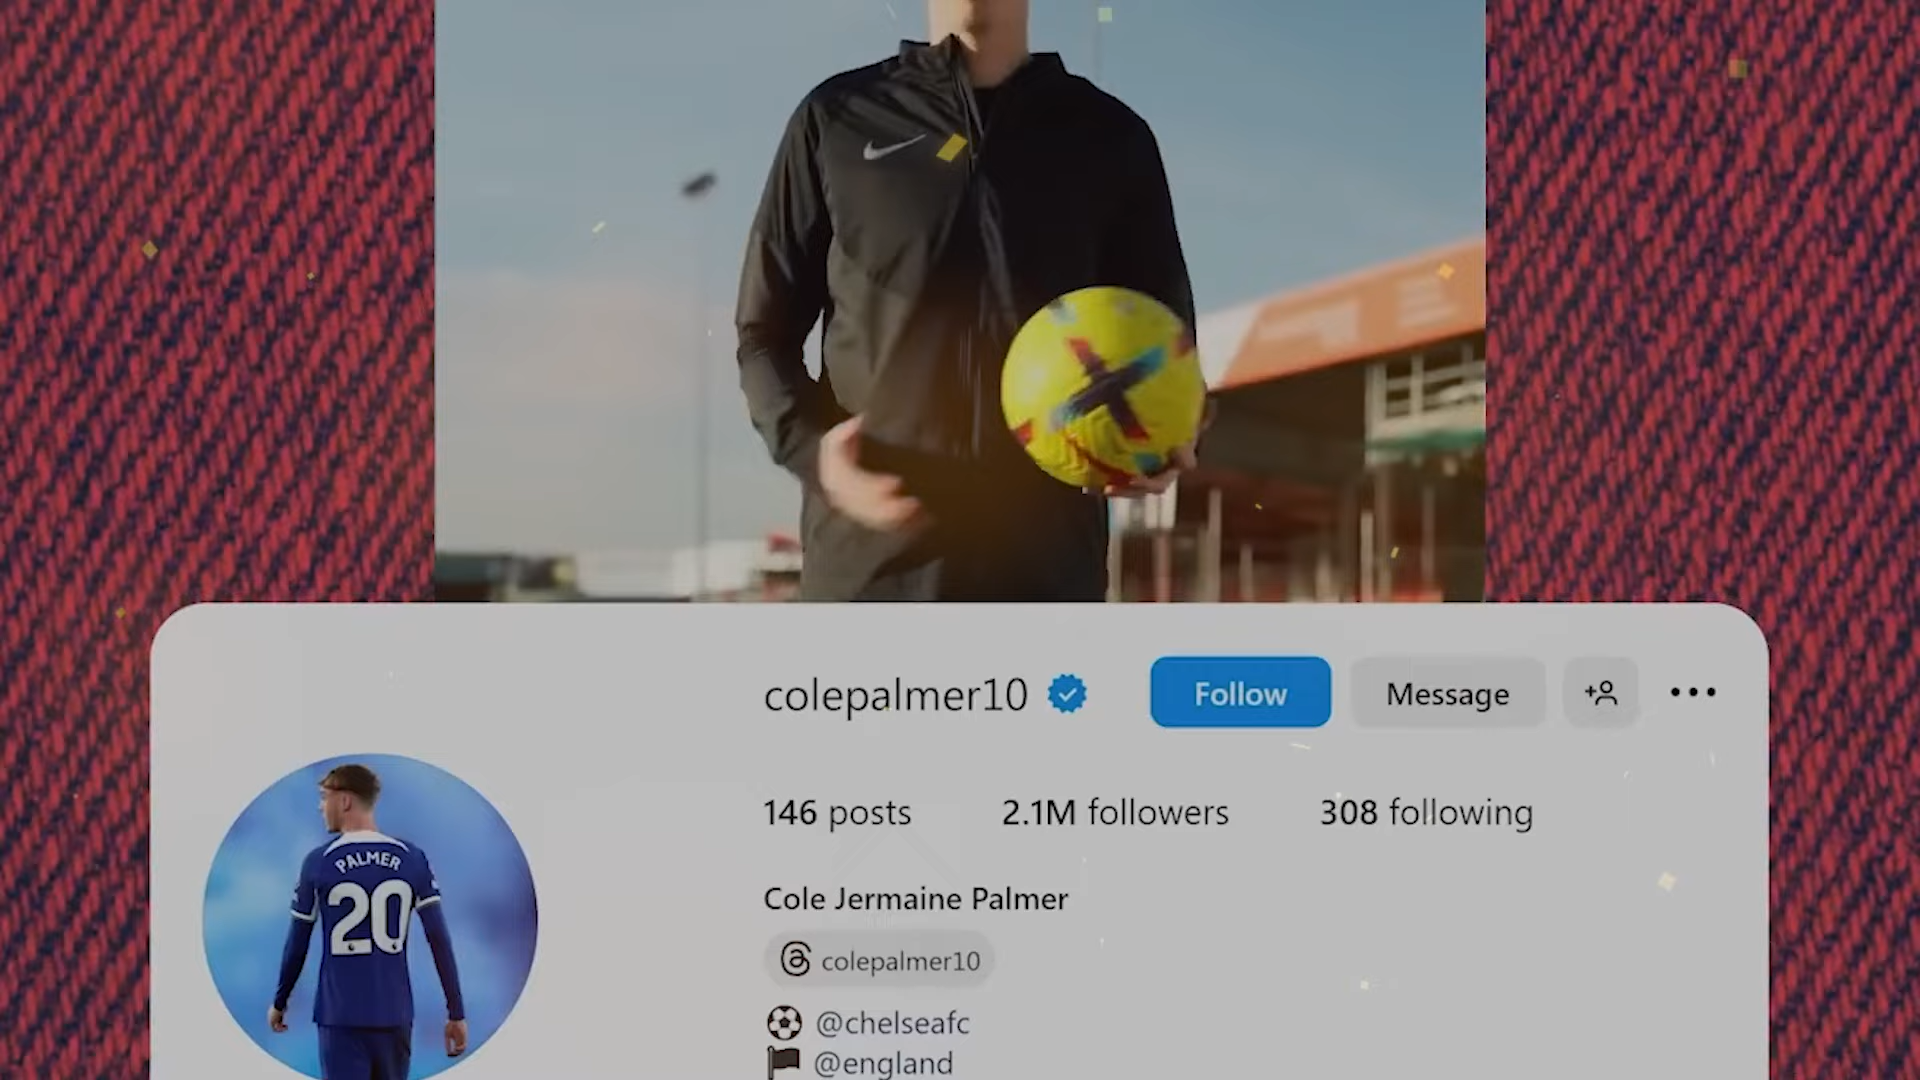 colepalmer10
Follow
Message
146 posts
2.1M followers
308 following
PALMER
20
Cole Jermaine Palmer
colepalmer10
@chelseafc
@england